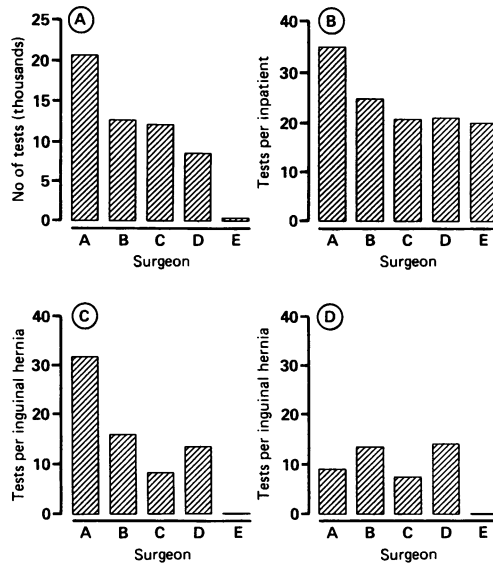 A
No of tests (thousands)
25
20
15
10
5
0
A B C D E
Surgeon
B
Tests per inpatient
40
30
20
10
0
A B C D E
Surgeon
C
Tests per inguinal hernia
40
30
20
10
0
A B C D E
Surgeon
D
Tests per inguinal hernia
40
30
20
10
0
A B C D E
Surgeon